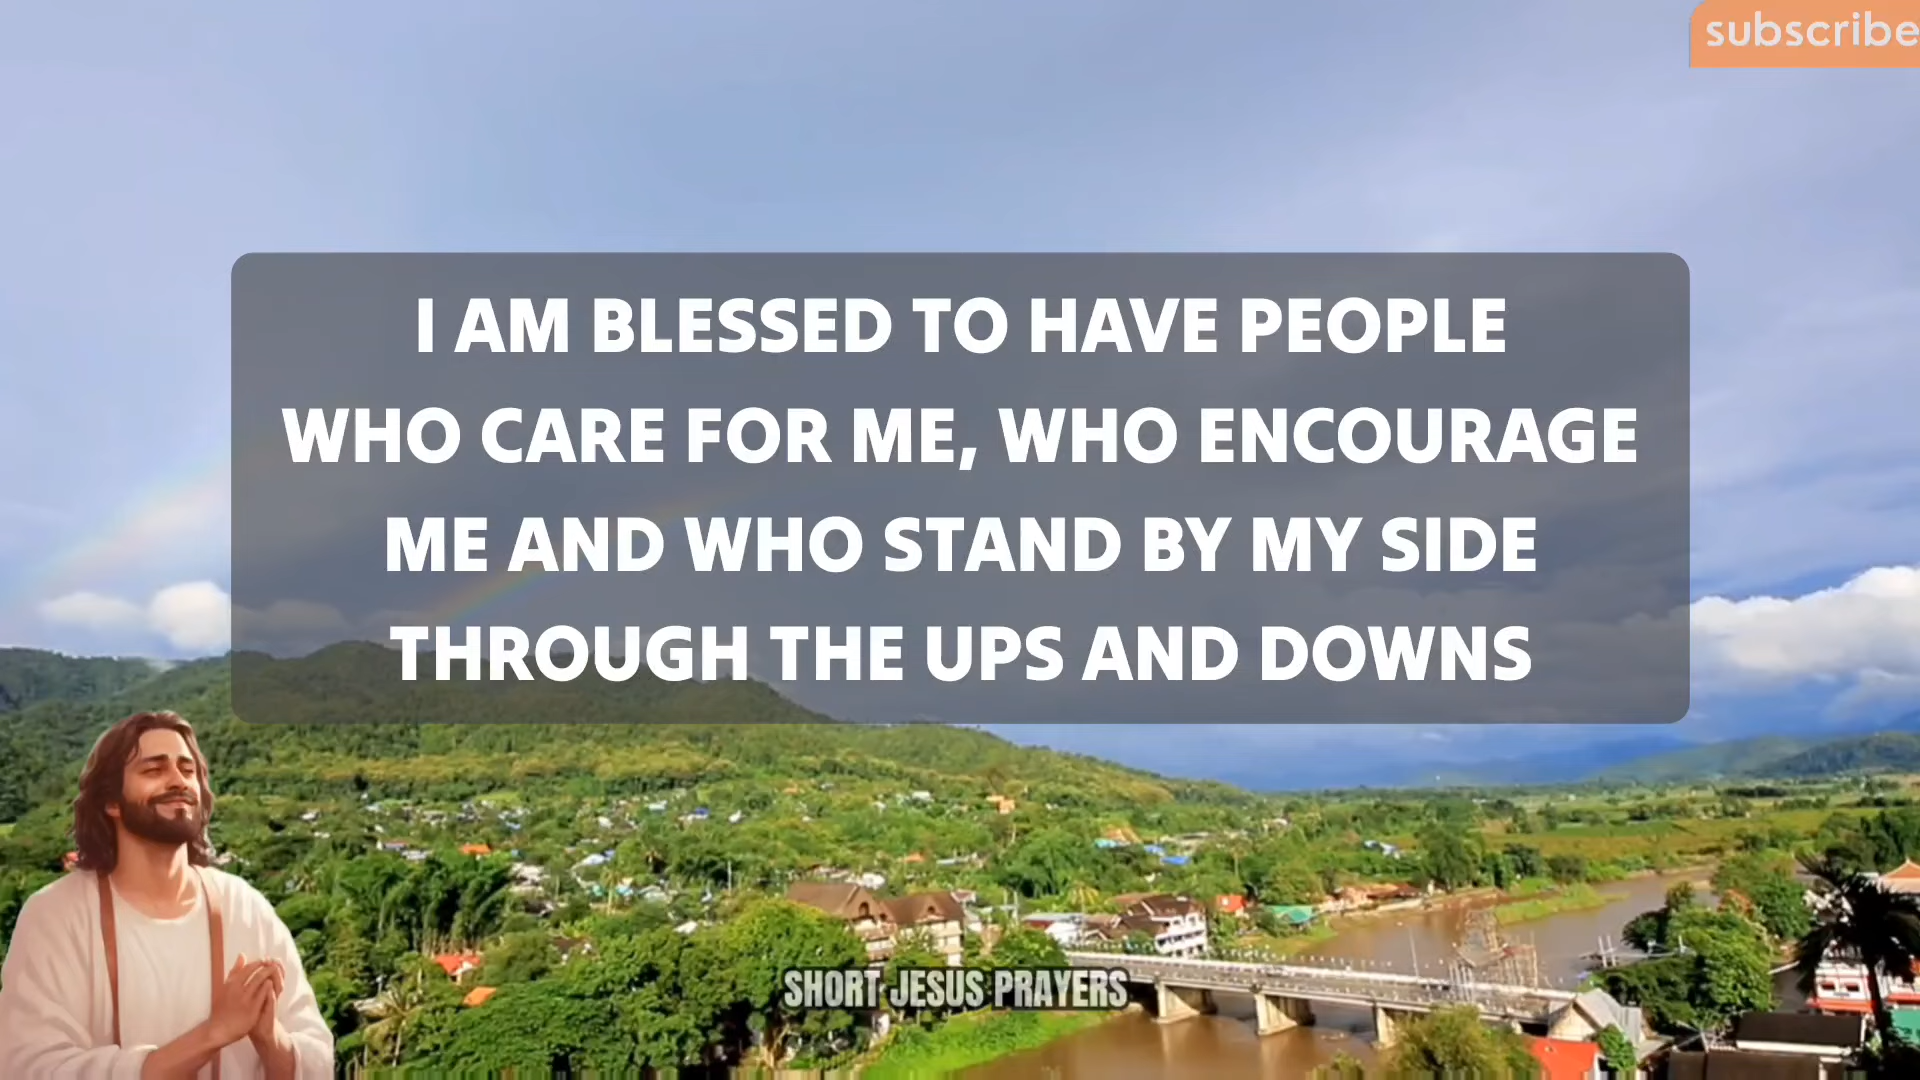 subscribe
I AM BLESSED TO HAVE PEOPLE
WHO CARE FOR ME, WHO ENCOURAGE
ME AND WHO STAND BY MY SIDE
THROUGH THE UPS AND DOWNS
SHORT JESUS PRAYERS